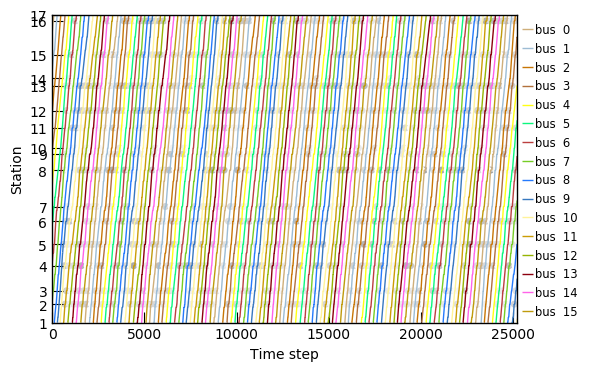 17
16
15
14
13
12
11
10
9
8
7
6
5
4
3
2
1
Station
0 5000 10000 15000 20000 25000
Time step
bus 0
bus 1
bus 2
bus 3
bus 4
bus 5
bus 6
bus 7
bus 8
bus 9
bus 10
bus 11
bus 12
bus 13
bus 14
bus 15